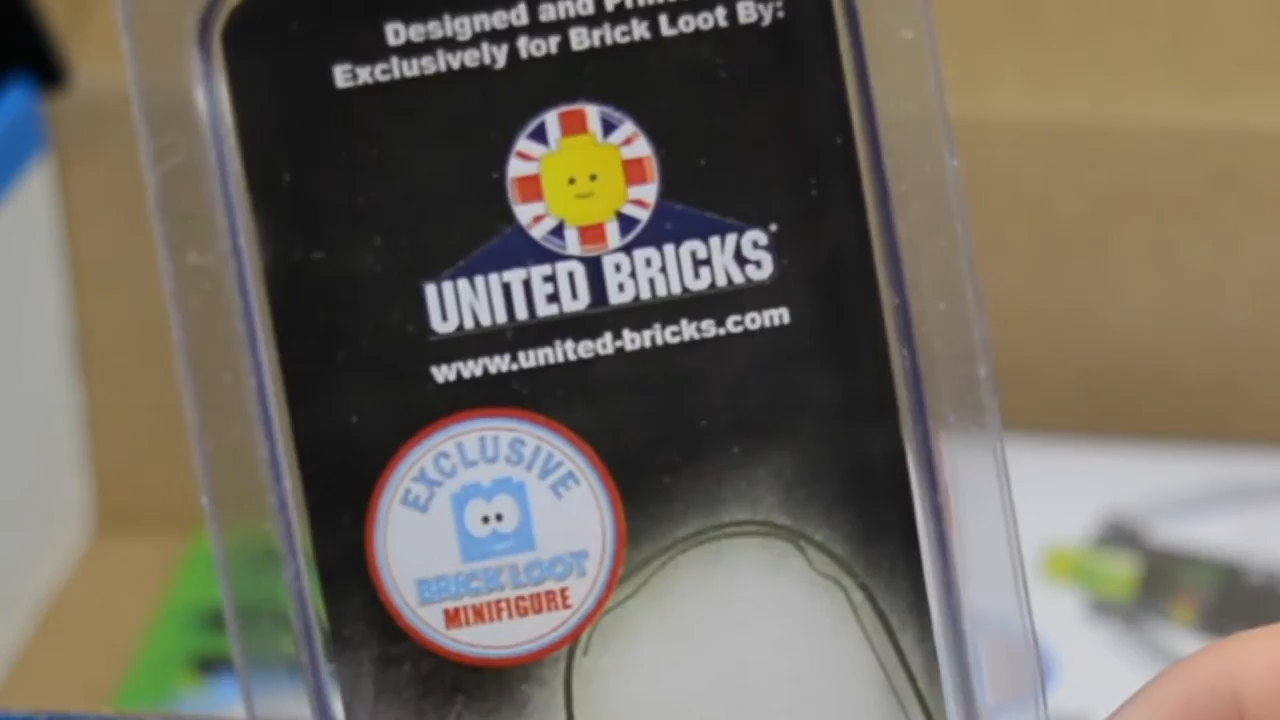 Designed and
Exclusively for Brick Loot By:
UNITED BRICKS
www.united-bricks.com
EXCLUSIVE
BRICK LOOT
MINIFIGURE